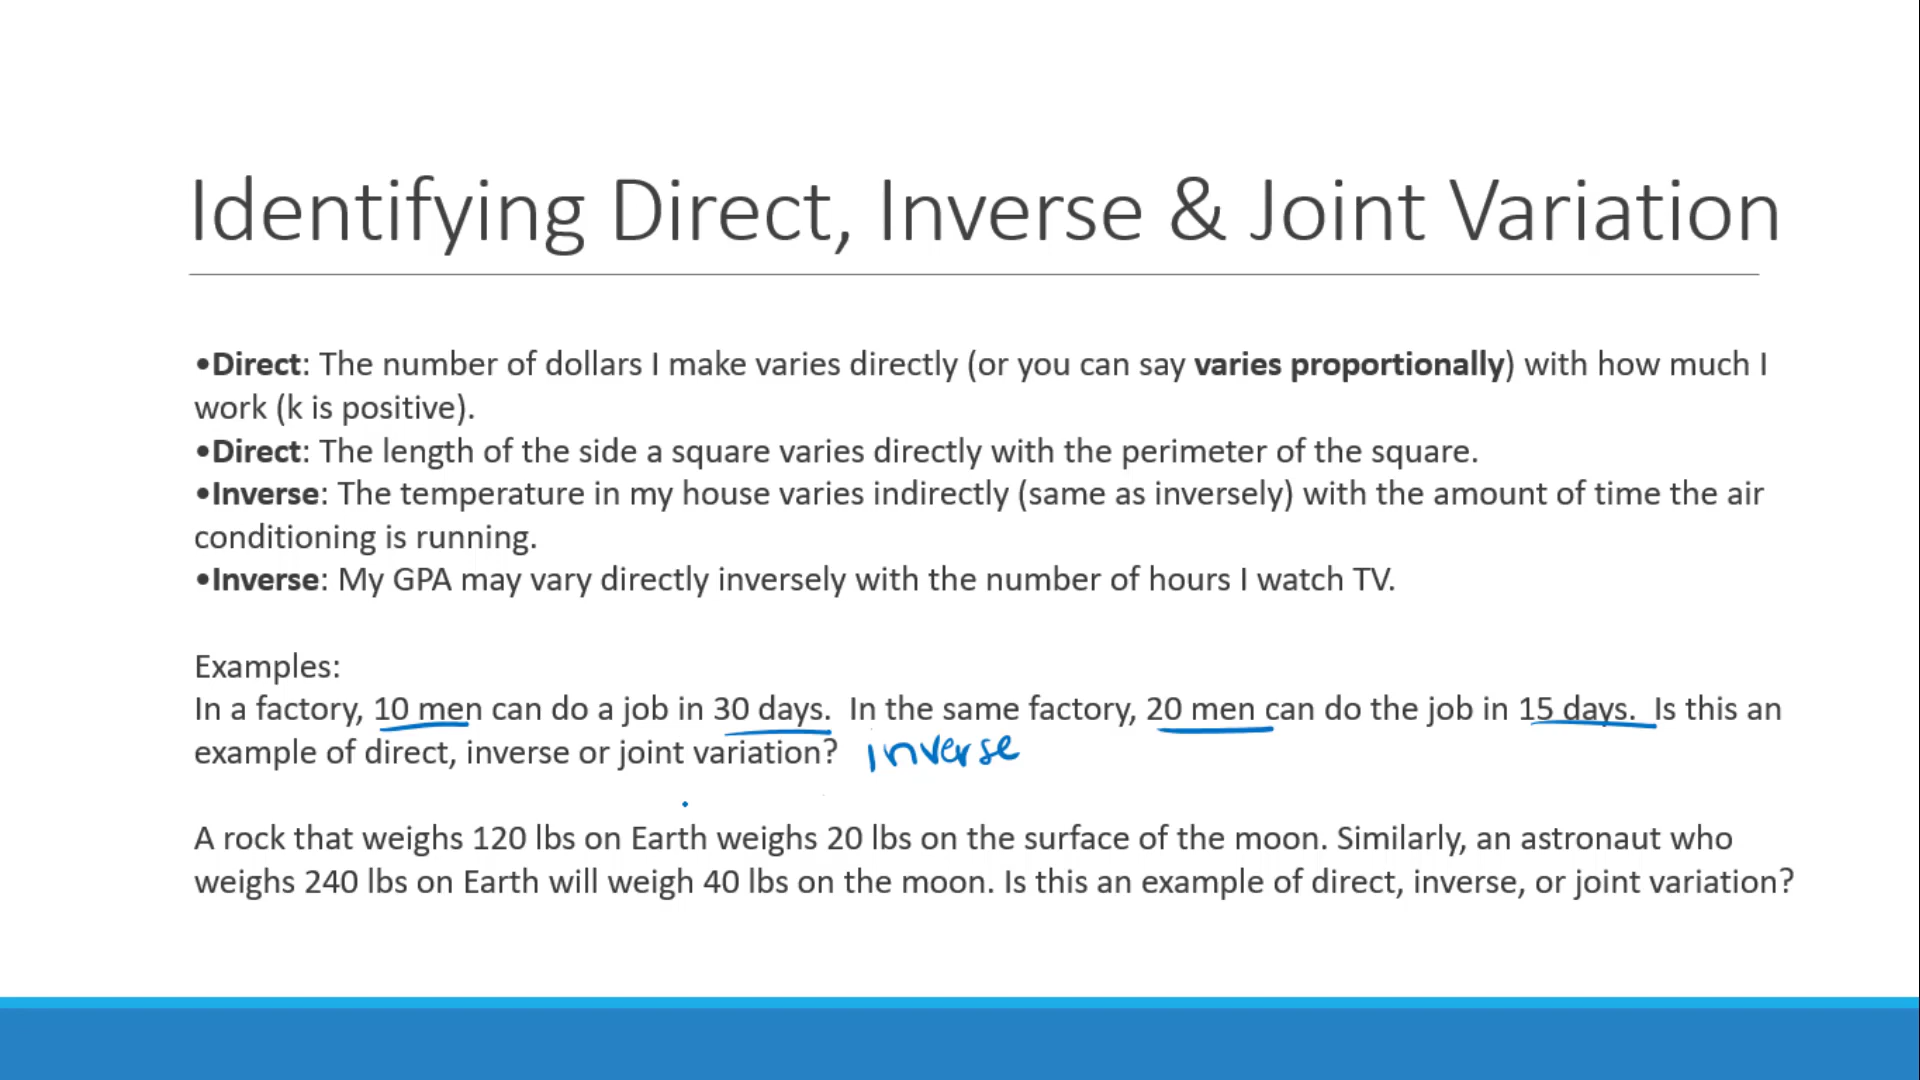 Identifying Direct, Inverse & Joint Variation
•Direct: The number of dollars I make varies directly (or you can say varies proportionally) with how much I
work (k is positive).
•Direct: The length of the side a square varies directly with the perimeter of the square.
•Inverse: The temperature in my house varies indirectly (same as inversely) with the amount of time the air
conditioning is running.
•Inverse: My GPA may vary directly inversely with the number of hours I watch TV.
Examples:
In a factory, 10 men can do a job in 30 days.  In the same factory, 20 men can do the job in 15 days.  Is this an
example of direct, inverse or joint variation? inverse
A rock that weighs 120 lbs on Earth weighs 20 lbs on the surface of the moon. Similarly, an astronaut who
weighs 240 lbs on Earth will weigh 40 lbs on the moon. Is this an example of direct, inverse, or joint variation?